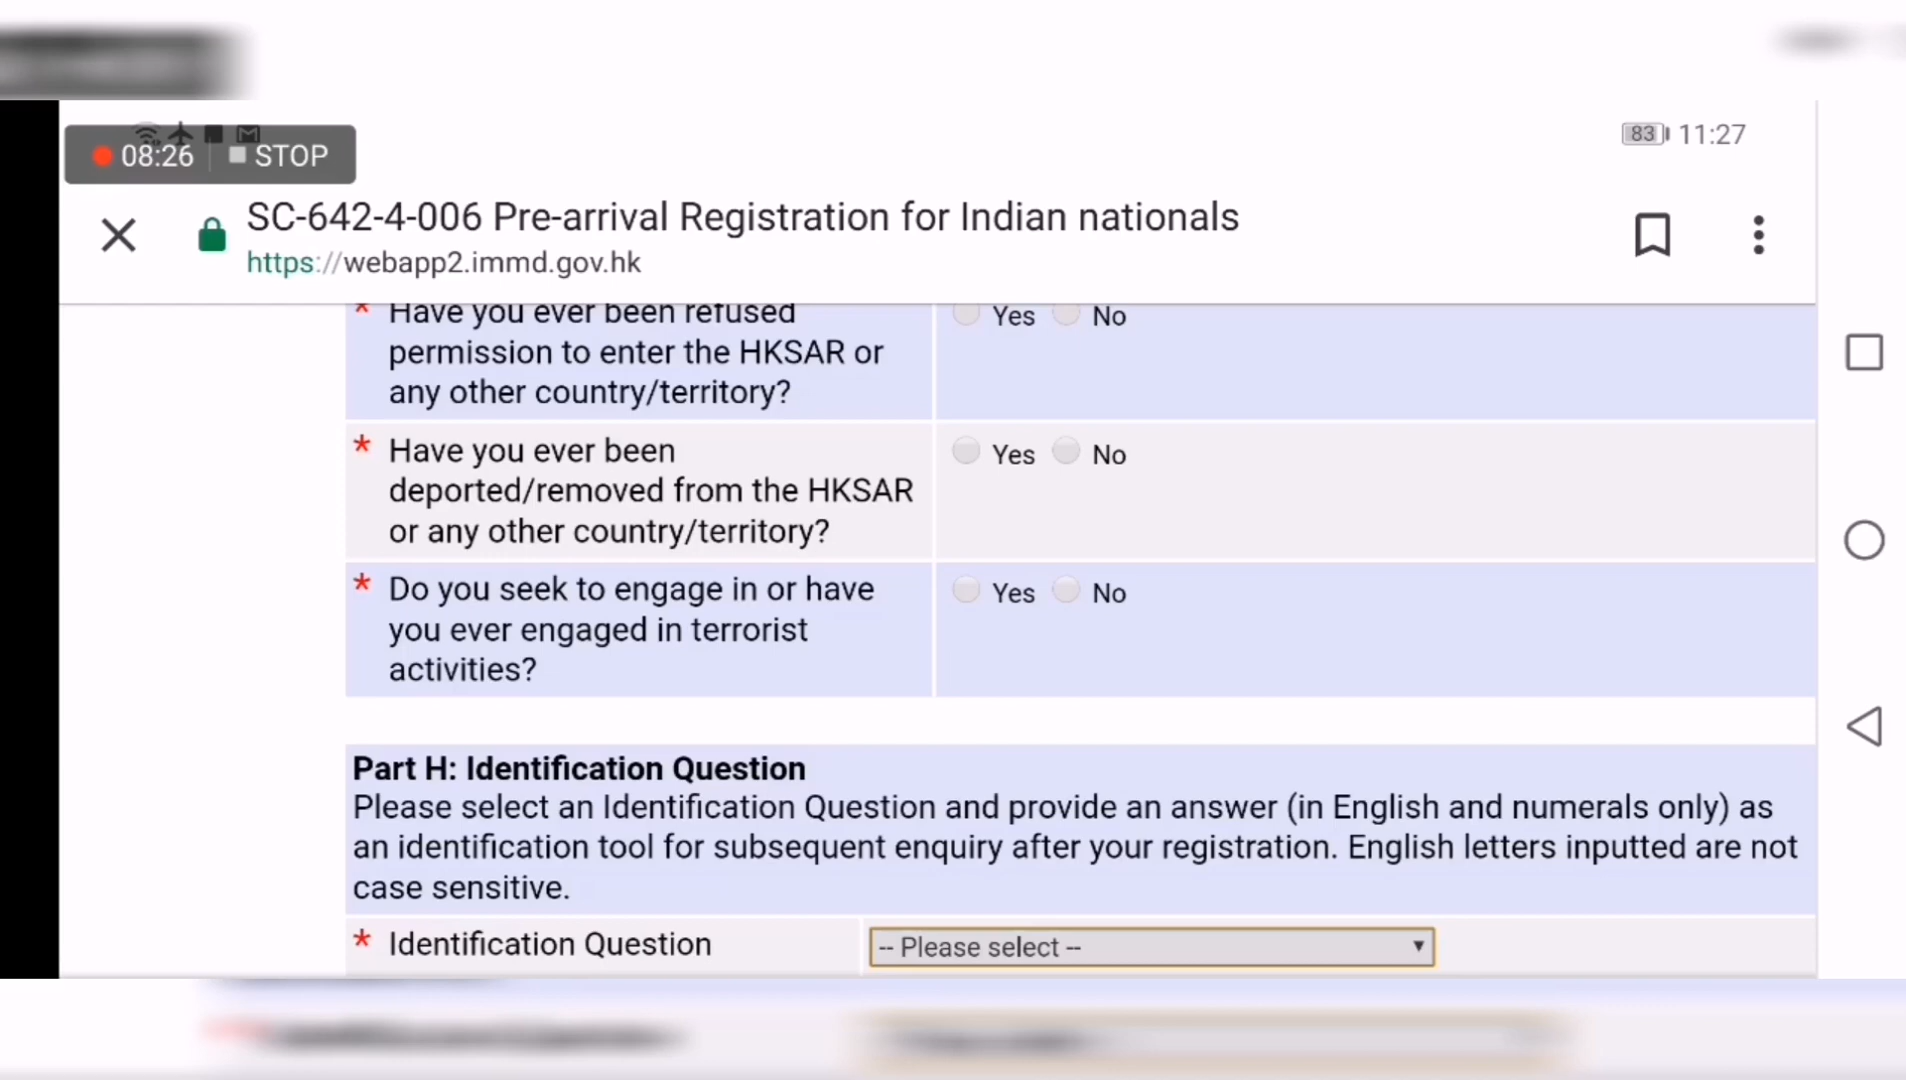 83 11:27
08:26 STOP
SC-642-4-006 Pre-arrival Registration for Indian nationals
https://webapp2.immd.gov.hk
* Have you ever been refused
permission to enter the HKSAR or
any other country/territory?
Yes No
* Have you ever been
deported/removed from the HKSAR
or any other country/territory?
Yes No
* Do you seek to engage in or have
you ever engaged in terrorist
activities?
Yes No
Part H: Identification Question
Please select an Identification Question and provide an answer (in English and numerals only) as
an identification tool for subsequent enquiry after your registration. English letters inputted are not
case sensitive.
* Identification Question
-- Please select --